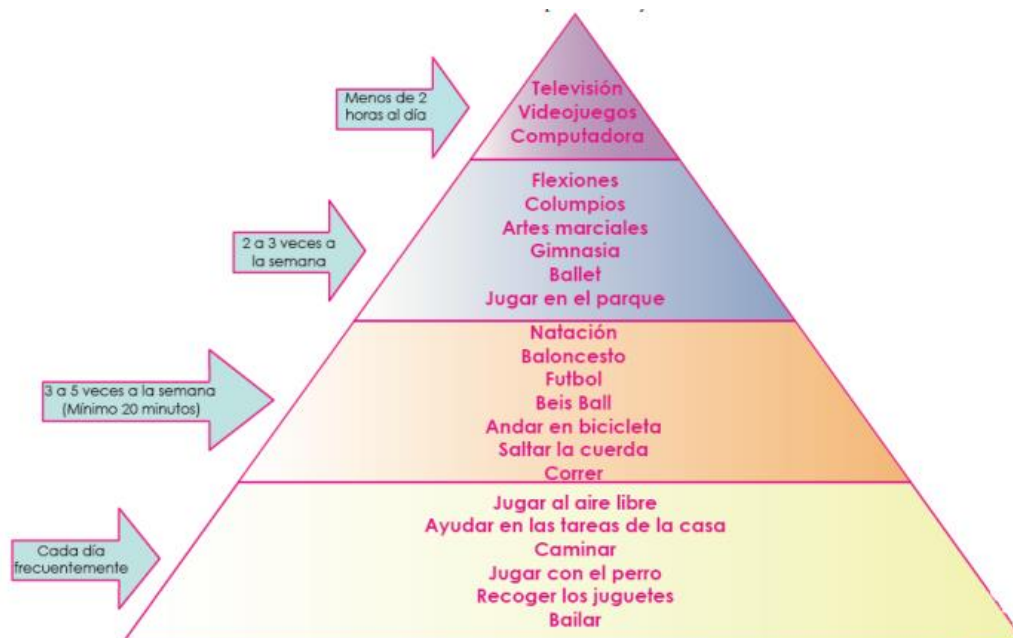 Menos de 2
horas al día
Televisión
Videojuegos
Computadora
2 a 3 veces a
la semana
Flexiones
Columpios
Artes marciales
Gimnasia
Ballet
Jugar en el parque
3 a 5 veces a la semana
(Mínimo 20 minutos)
Natación
Baloncesto
Futbol
Beis Ball
Andar en bicicleta
Saltar la cuerda
Correr
Cada día
frecuentemente
Jugar al aire libre
Ayudar en las tareas de la casa
Caminar
Jugar con el perro
Recoger los juguetes
Bailar